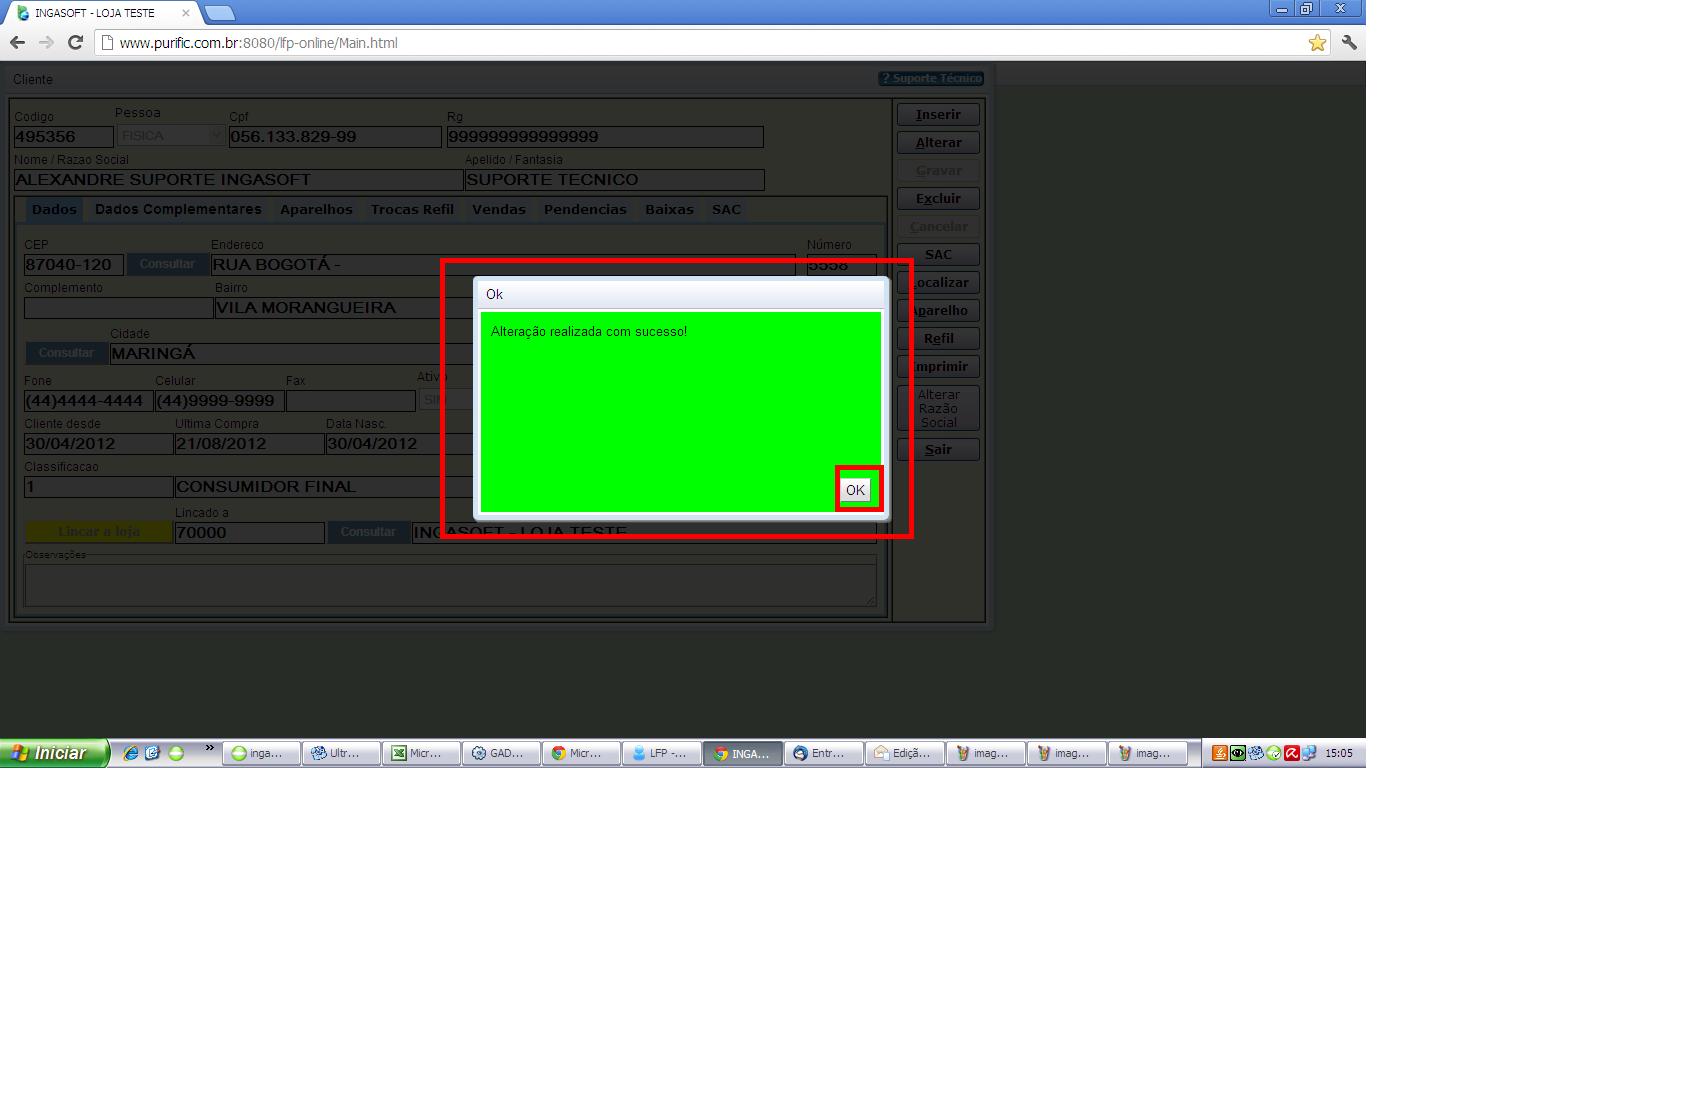 INGASOFT - LOJA TESTE
www.purific.com.br:8080/lfp-online/Main.html
Cliente
? Suporte Técnico
Codigo Pessoa Cpf Rg
495356 FISICA 056.133.829-99 999999999999999
Nome / Razao Social Apelido / Fantasia
ALEXANDRE SUPORTE INGASOFT SUPORTE TECNICO
Dados Dados Complementares Aparelhos Trocas Refil Vendas Pendencias Baixas SAC
CEP Endereco Número
87040-120 Consultar RUA BOGOTÁ - 5558
Complemento Bairro
VILA MORANGUEIRA
Cidade
Consultar MARINGÁ
Fone Celular Fax Ativo
(44)4444-4444 (44)9999-9999 SIM
Cliente desde Ultima Compra Data Nasc.
30/04/2012 21/08/2012 30/04/2012
Classificacao
1 CONSUMIDOR FINAL
Lincado a
Lincar a loja 70000 Consultar INGASOFT - LOJA TESTE
Observações
Inserir
Alterar
Gravar
Excluir
Cancelar
SAC
Localizar
Aparelho
Refil
Imprimir
Alterar
Razão
Social
Sair
Ok
Alteração realizada com sucesso!
OK
Iniciar » inga... Ultr... Micr... GAD... Micr... LFP -... INGA... Entr... Ediçã... imag... imag... imag... 15:05